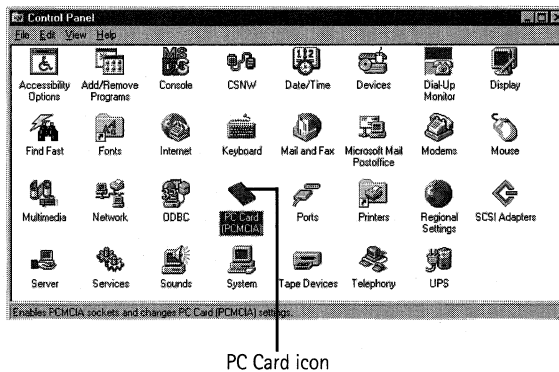 Control Panel
File Edit View Help
Accessibility Options
Add/Remove Programs
Console
CSNW
Date/Time
Devices
Dial-Up Monitor
Display
Find Fast
Fonts
Internet
Keyboard
Mail and Fax
Microsoft Mail Postoffice
Modems
Mouse
Multimedia
Network
ODBC
PC Card (PCMCIA)
Ports
Printers
Regional Settings
SCSI Adapters
Server
Services
Sounds
System
Tape Devices
Telephony
UPS
Enables PCMCIA sockets and changes PC Card (PCMCIA) settings.
PC Card icon